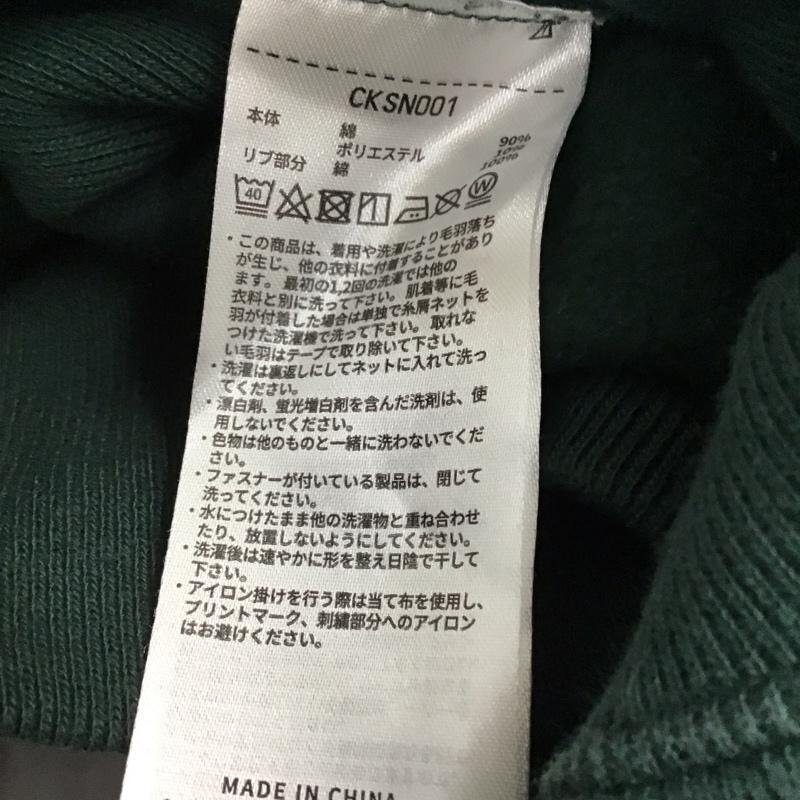 CKSN001
本体 綿 90%
ポリエステル 10%
リブ部分 綿 100%
40 W
・この商品は、着用や洗濯により毛羽落ち
が生じ、他の衣料に付着することがあり
ます。最初の1,2回の洗濯では他の
衣料と別に洗って下さい。肌着等に毛
羽が付着した場合は単独で糸屑ネットを
つけた洗濯機で洗って下さい。取れな
い毛羽はテープで取り除いて下さい。
・洗濯は裏返しにしてネットに入れて洗っ
てください。
・漂白剤、蛍光増白剤を含んだ洗剤は、使
用しないでください。
・色物は他のものと一緒に洗わないでくだ
さい。
・ファスナーが付いている製品は、閉じて
洗ってください。
・水につけたまま他の洗濯物と重ね合わせ
たり、放置しないようにしてください。
・洗濯後は速やかに形を整え日陰で干して
下さい。
・アイロン掛けを行う際は当て布を使用し、
プリントマーク、刺繍部分へのアイロン
はお避けください。
MADE IN CHINA